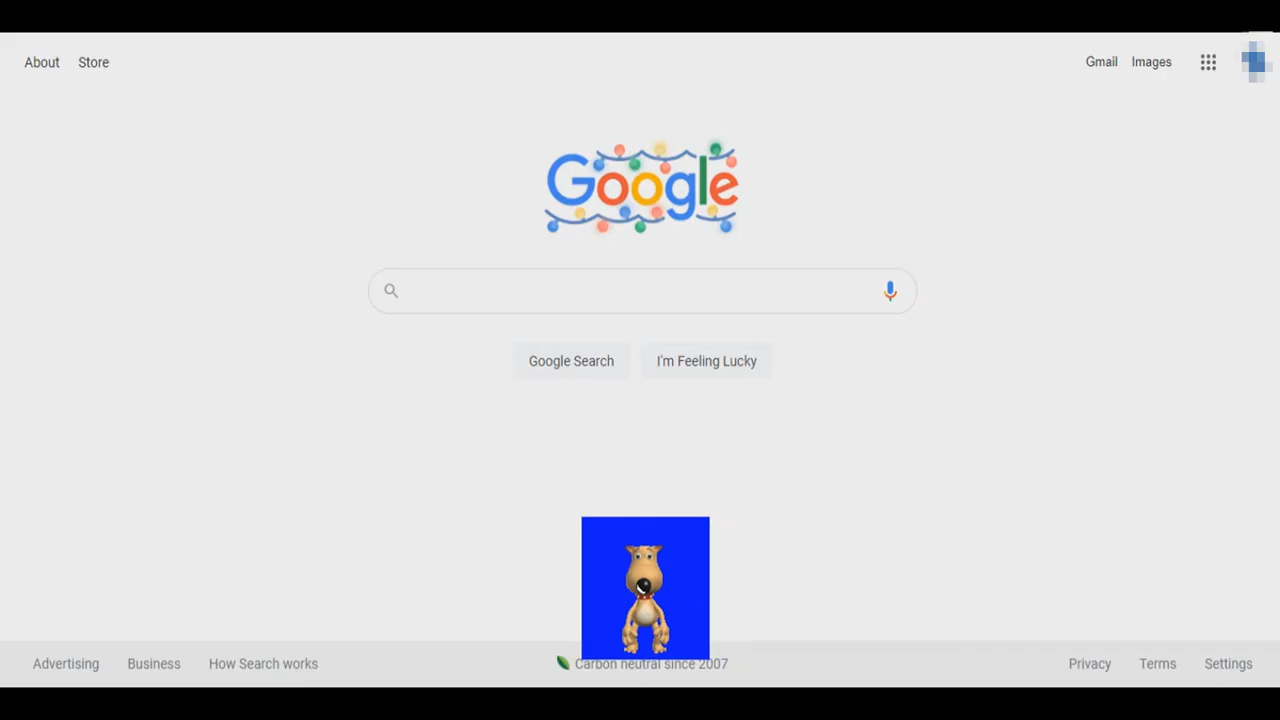 About Store
Gmail Images
Google
Google Search I'm Feeling Lucky
Advertising Business How Search works
Carbon neutral since 2007
Privacy Terms Settings